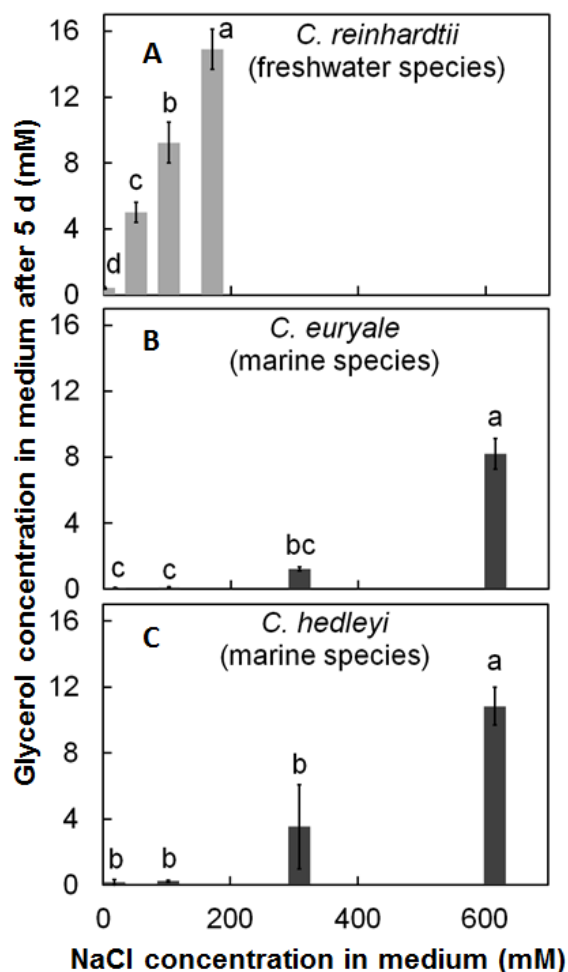 Glycerol concentration in medium after 5 d (mM)
16
12
8
4
0
A
C. reinhardtii
(freshwater species)
a
b
c
d
16
12
8
4
0
B
C. euryale
(marine species)
a
bc
c c
16
12
8
4
0
C
C. hedleyi
(marine species)
a
b
b b
0 200 400 600
NaCl concentration in medium (mM)